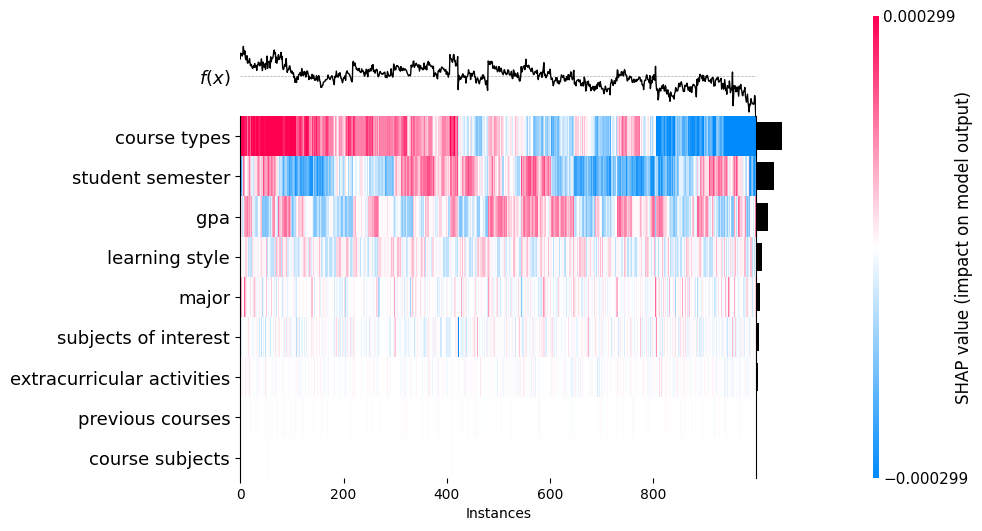 0.000299
f(x)
course types
student semester
gpa
learning style
major
subjects of interest
extracurricular activities
previous courses
course subjects
0 200 400 600 800
Instances
−0.000299
SHAP value (impact on model output)